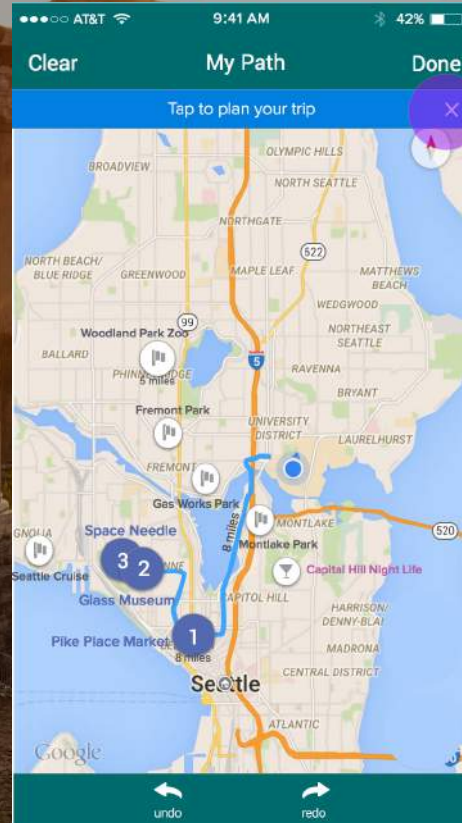 AT&T 9:41 AM 42%
Clear My Path Done
Tap to plan your trip
OLYMPIC HILLS
BROADVIEW
NORTH SEATTLE
NORTHGATE
522
NORTH BEACH/
BLUE RIDGE
GREENWOOD
MAPLE LEAF
MATTHEWS
BEACH
WEDGWOOD
99
Woodland Park Zoo
NORTHEAST
SEATTLE
BALLARD
5
RAVENNA
5 miles
BRYANT
Fremont Park
UNIVERSITY
DISTRICT
LAURELHURST
FREMONT
Gas Works Park
8 miles
MONTLAKE
520
Space Needle
Montlake Park
GNOLIA
3
2
NNE
Seattle Cruise
Capital Hill Night Life
Glass Museum
CAPITOL HILL
HARRISON/
DENNY-BLAI
Pike Place Market
1
MADRONA
8 miles
CENTRAL DISTRICT
Seattle
ATLANTIC
Google
undo redo